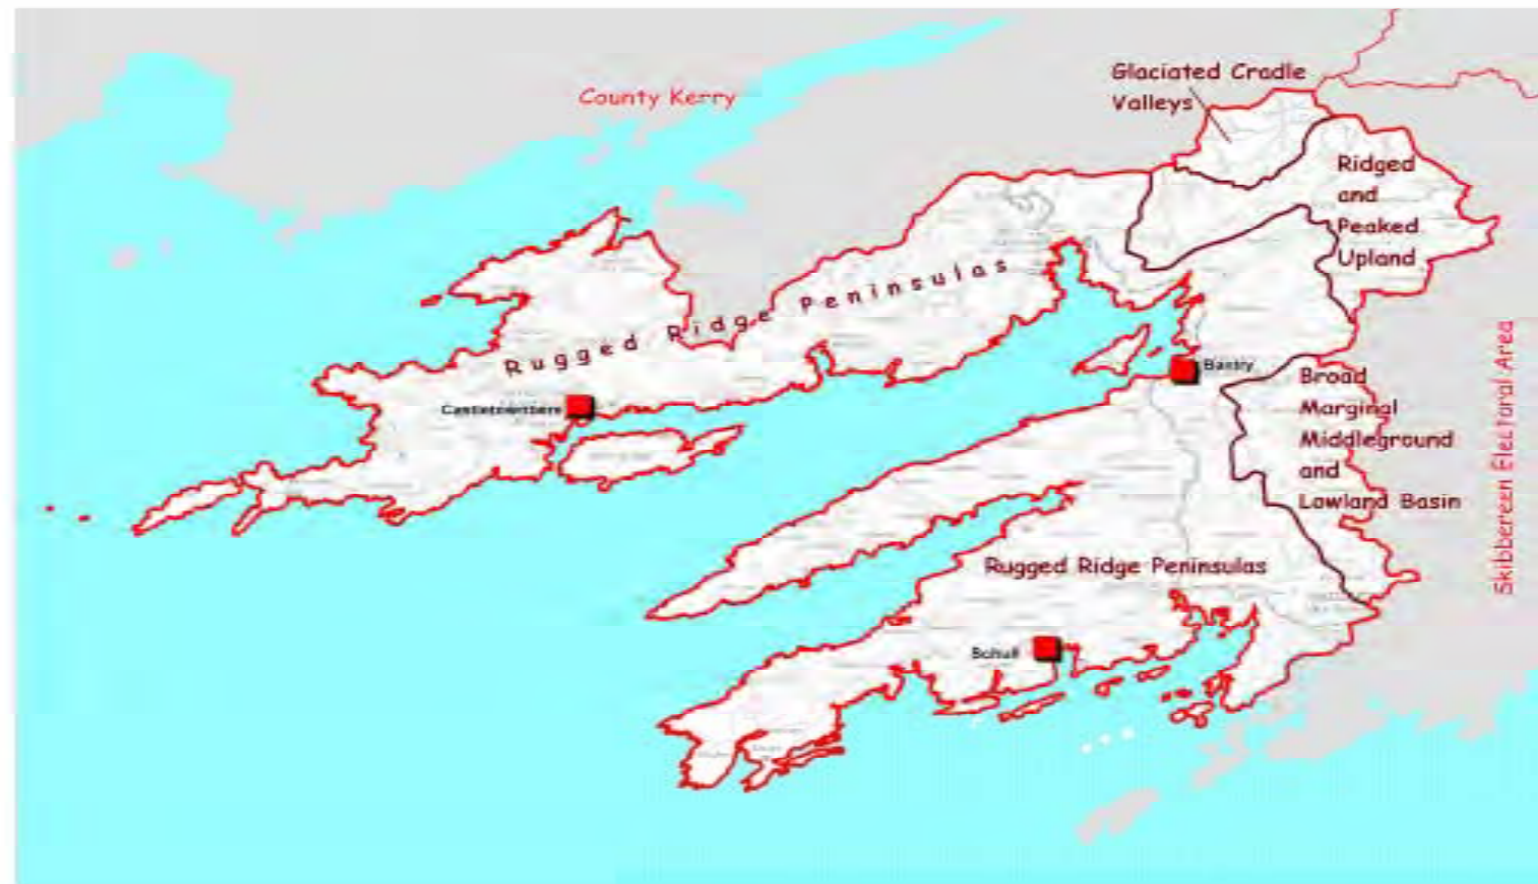 County Kerry
Glaciated Cradle
Valleys
Ridged
and
Peaked
Upland
Rugged Ridge Peninsulas
Castletownbere
Bantry
Broad
Marginal
Middleground
and
Lowland Basin
Skibbereen Electoral Area
Rugged Ridge Peninsulas
Schull